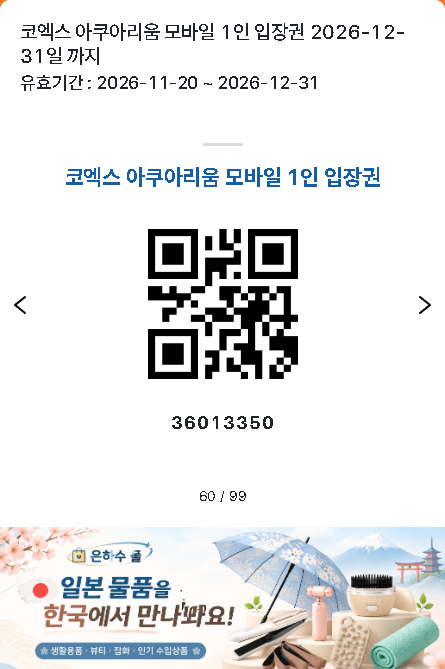 코엑스 아쿠아리움 모바일 1인 입장권 2026-12-
31일 까지
유효기간 : 2026-11-20 ~ 2026-12-31
코엑스 아쿠아리움 모바일 1인 입장권
36013350
60 / 99
은하수 몰
일본 물품을
한국에서 만나봐요!
생활용품 · 뷰티 · 잡화 · 인기 수입상품